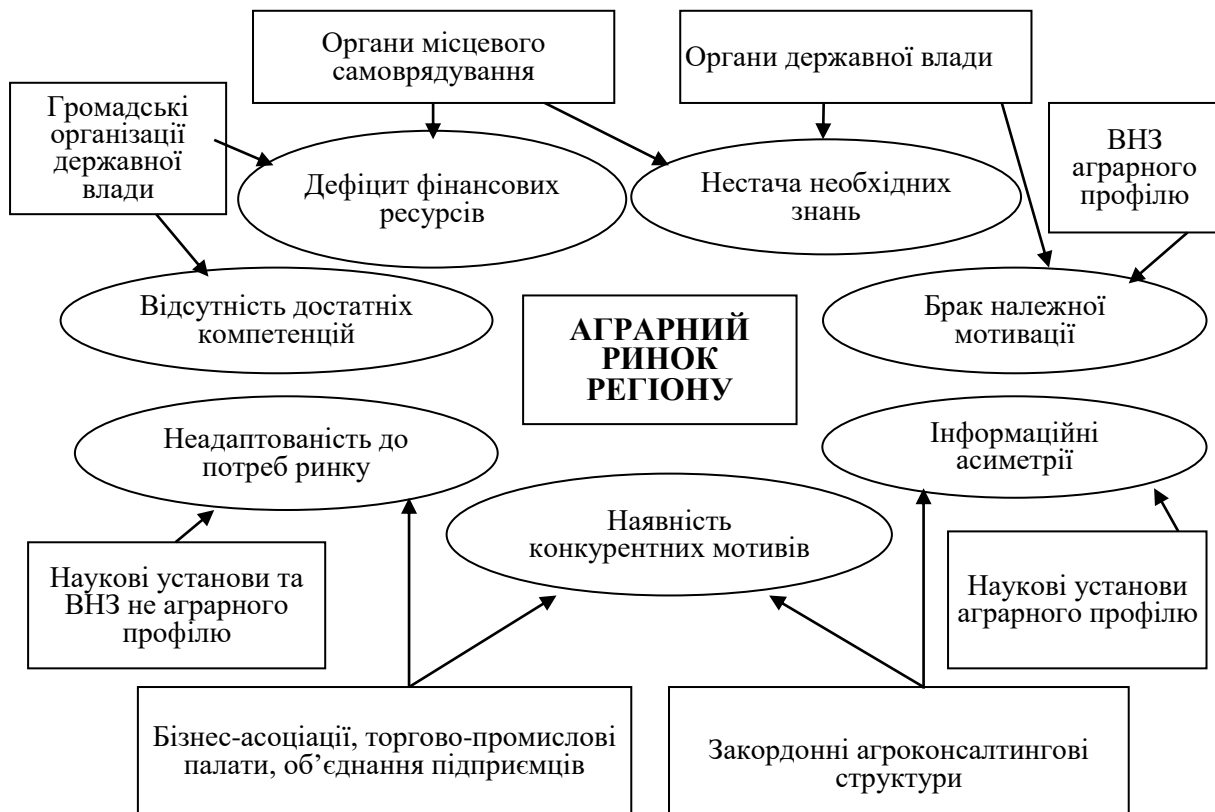 Органи місцевого
самоврядування
Органи державної влади
Громадські
організації
державної
влади
ВНЗ
аграрного
профілю
Дефіцит фінансових
ресурсів
Нестача необхідних
знань
Відсутність достатніх
компетенцій
АГРАРНИЙ
РИНОК
РЕГІОНУ
Брак належної
мотивації
Неадаптованість до
потреб ринку
Інформаційні
асиметрії
Наявність
конкурентних мотивів
Наукові установи та
ВНЗ не аграрного
профілю
Наукові установи
аграрного профілю
Бізнес-асоціації, торгово-промислові
палати, об’єднання підприємців
Закордонні агроконсалтингові
структури